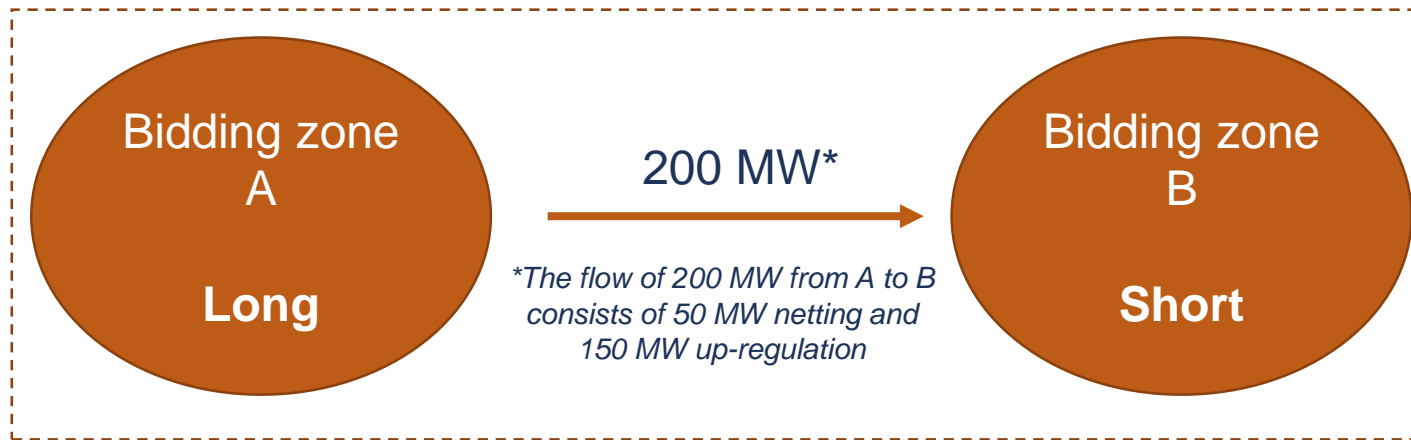 Bidding zone
A
Long
200 MW*
*The flow of 200 MW from A to B
consists of 50 MW netting and
150 MW up-regulation
Bidding zone
B
Short